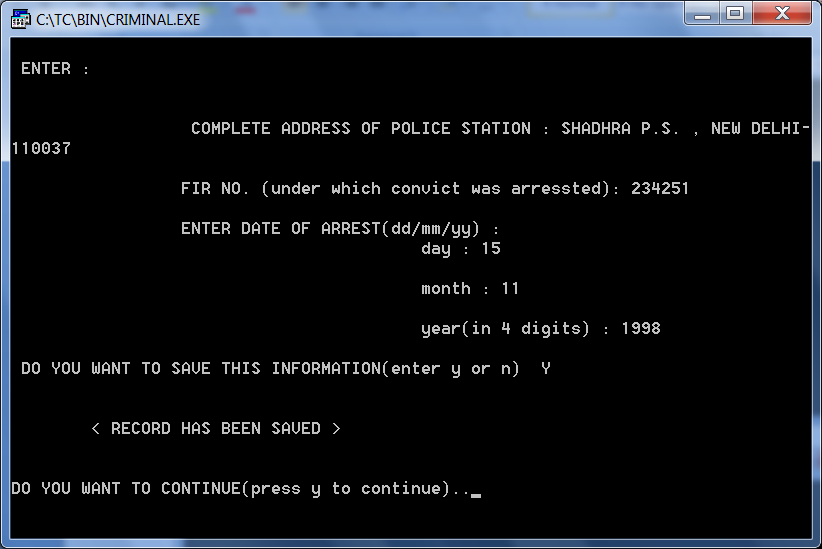 C:\TC\BIN\CRIMINAL.EXE
ENTER :
COMPLETE ADDRESS OF POLICE STATION : SHADHRA P.S. , NEW DELHI-
110037
FIR NO. (under which convict was arressted): 234251
ENTER DATE OF ARREST(dd/mm/yy) :
day : 15
month : 11
year(in 4 digits) : 1998
DO YOU WANT TO SAVE THIS INFORMATION(enter y or n)  Y
< RECORD HAS BEEN SAVED >
DO YOU WANT TO CONTINUE(press y to continue).._